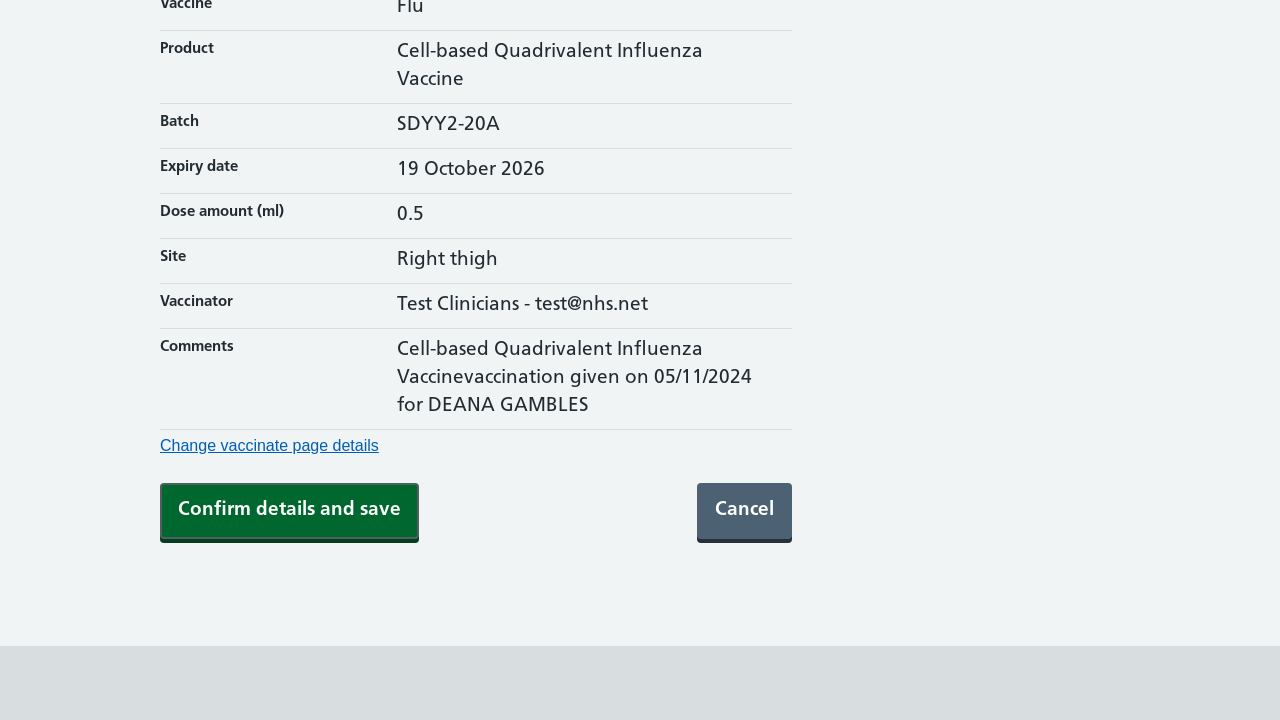 Vaccine Flu
Product Cell-based Quadrivalent Influenza
Vaccine
Batch SDYY2-20A
Expiry date 19 October 2026
Dose amount (ml) 0.5
Site Right thigh
Vaccinator Test Clinicians - test@nhs.net
Comments Cell-based Quadrivalent Influenza
Vaccinevaccination given on 05/11/2024
for DEANA GAMBLES
Change vaccinate page details
Confirm details and save Cancel